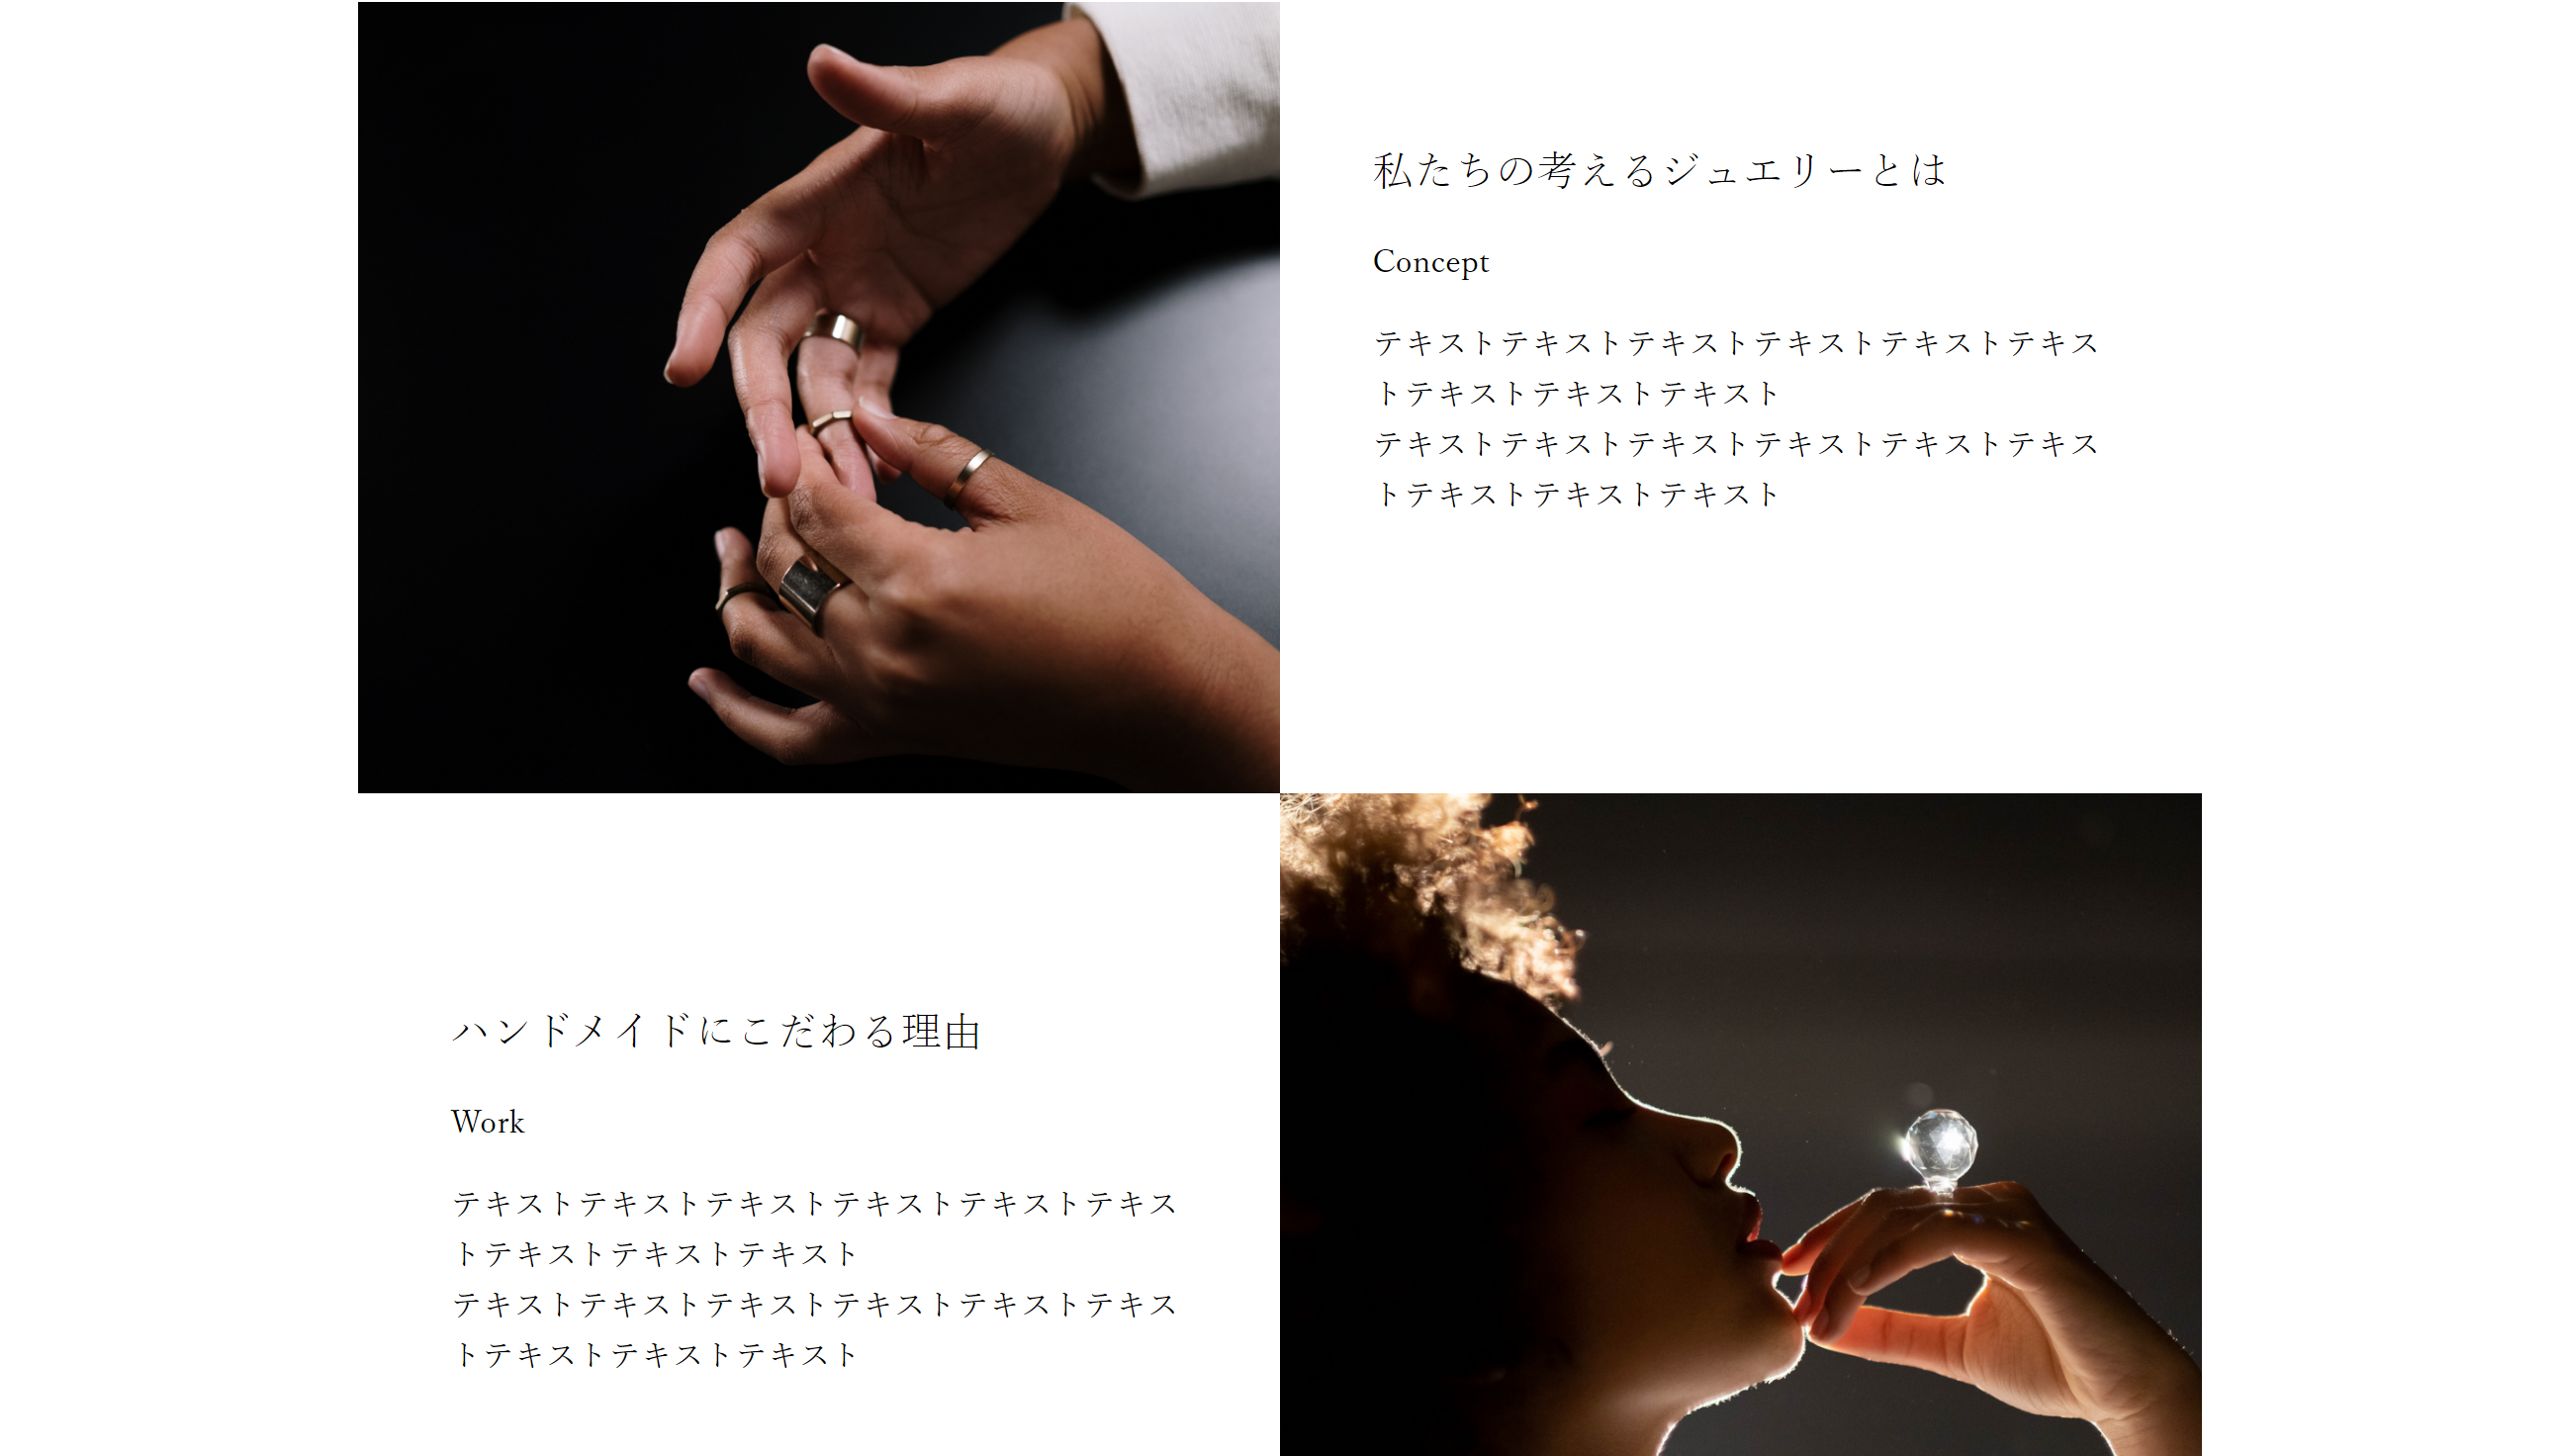 私たちの考えるジュエリーとは
Concept
テキストテキストテキストテキストテキストテキス
トテキストテキストテキスト
テキストテキストテキストテキストテキストテキス
トテキストテキストテキスト
ハンドメイドにこだわる理由
Work
テキストテキストテキストテキストテキストテキス
トテキストテキストテキスト
テキストテキストテキストテキストテキストテキス
トテキストテキストテキスト